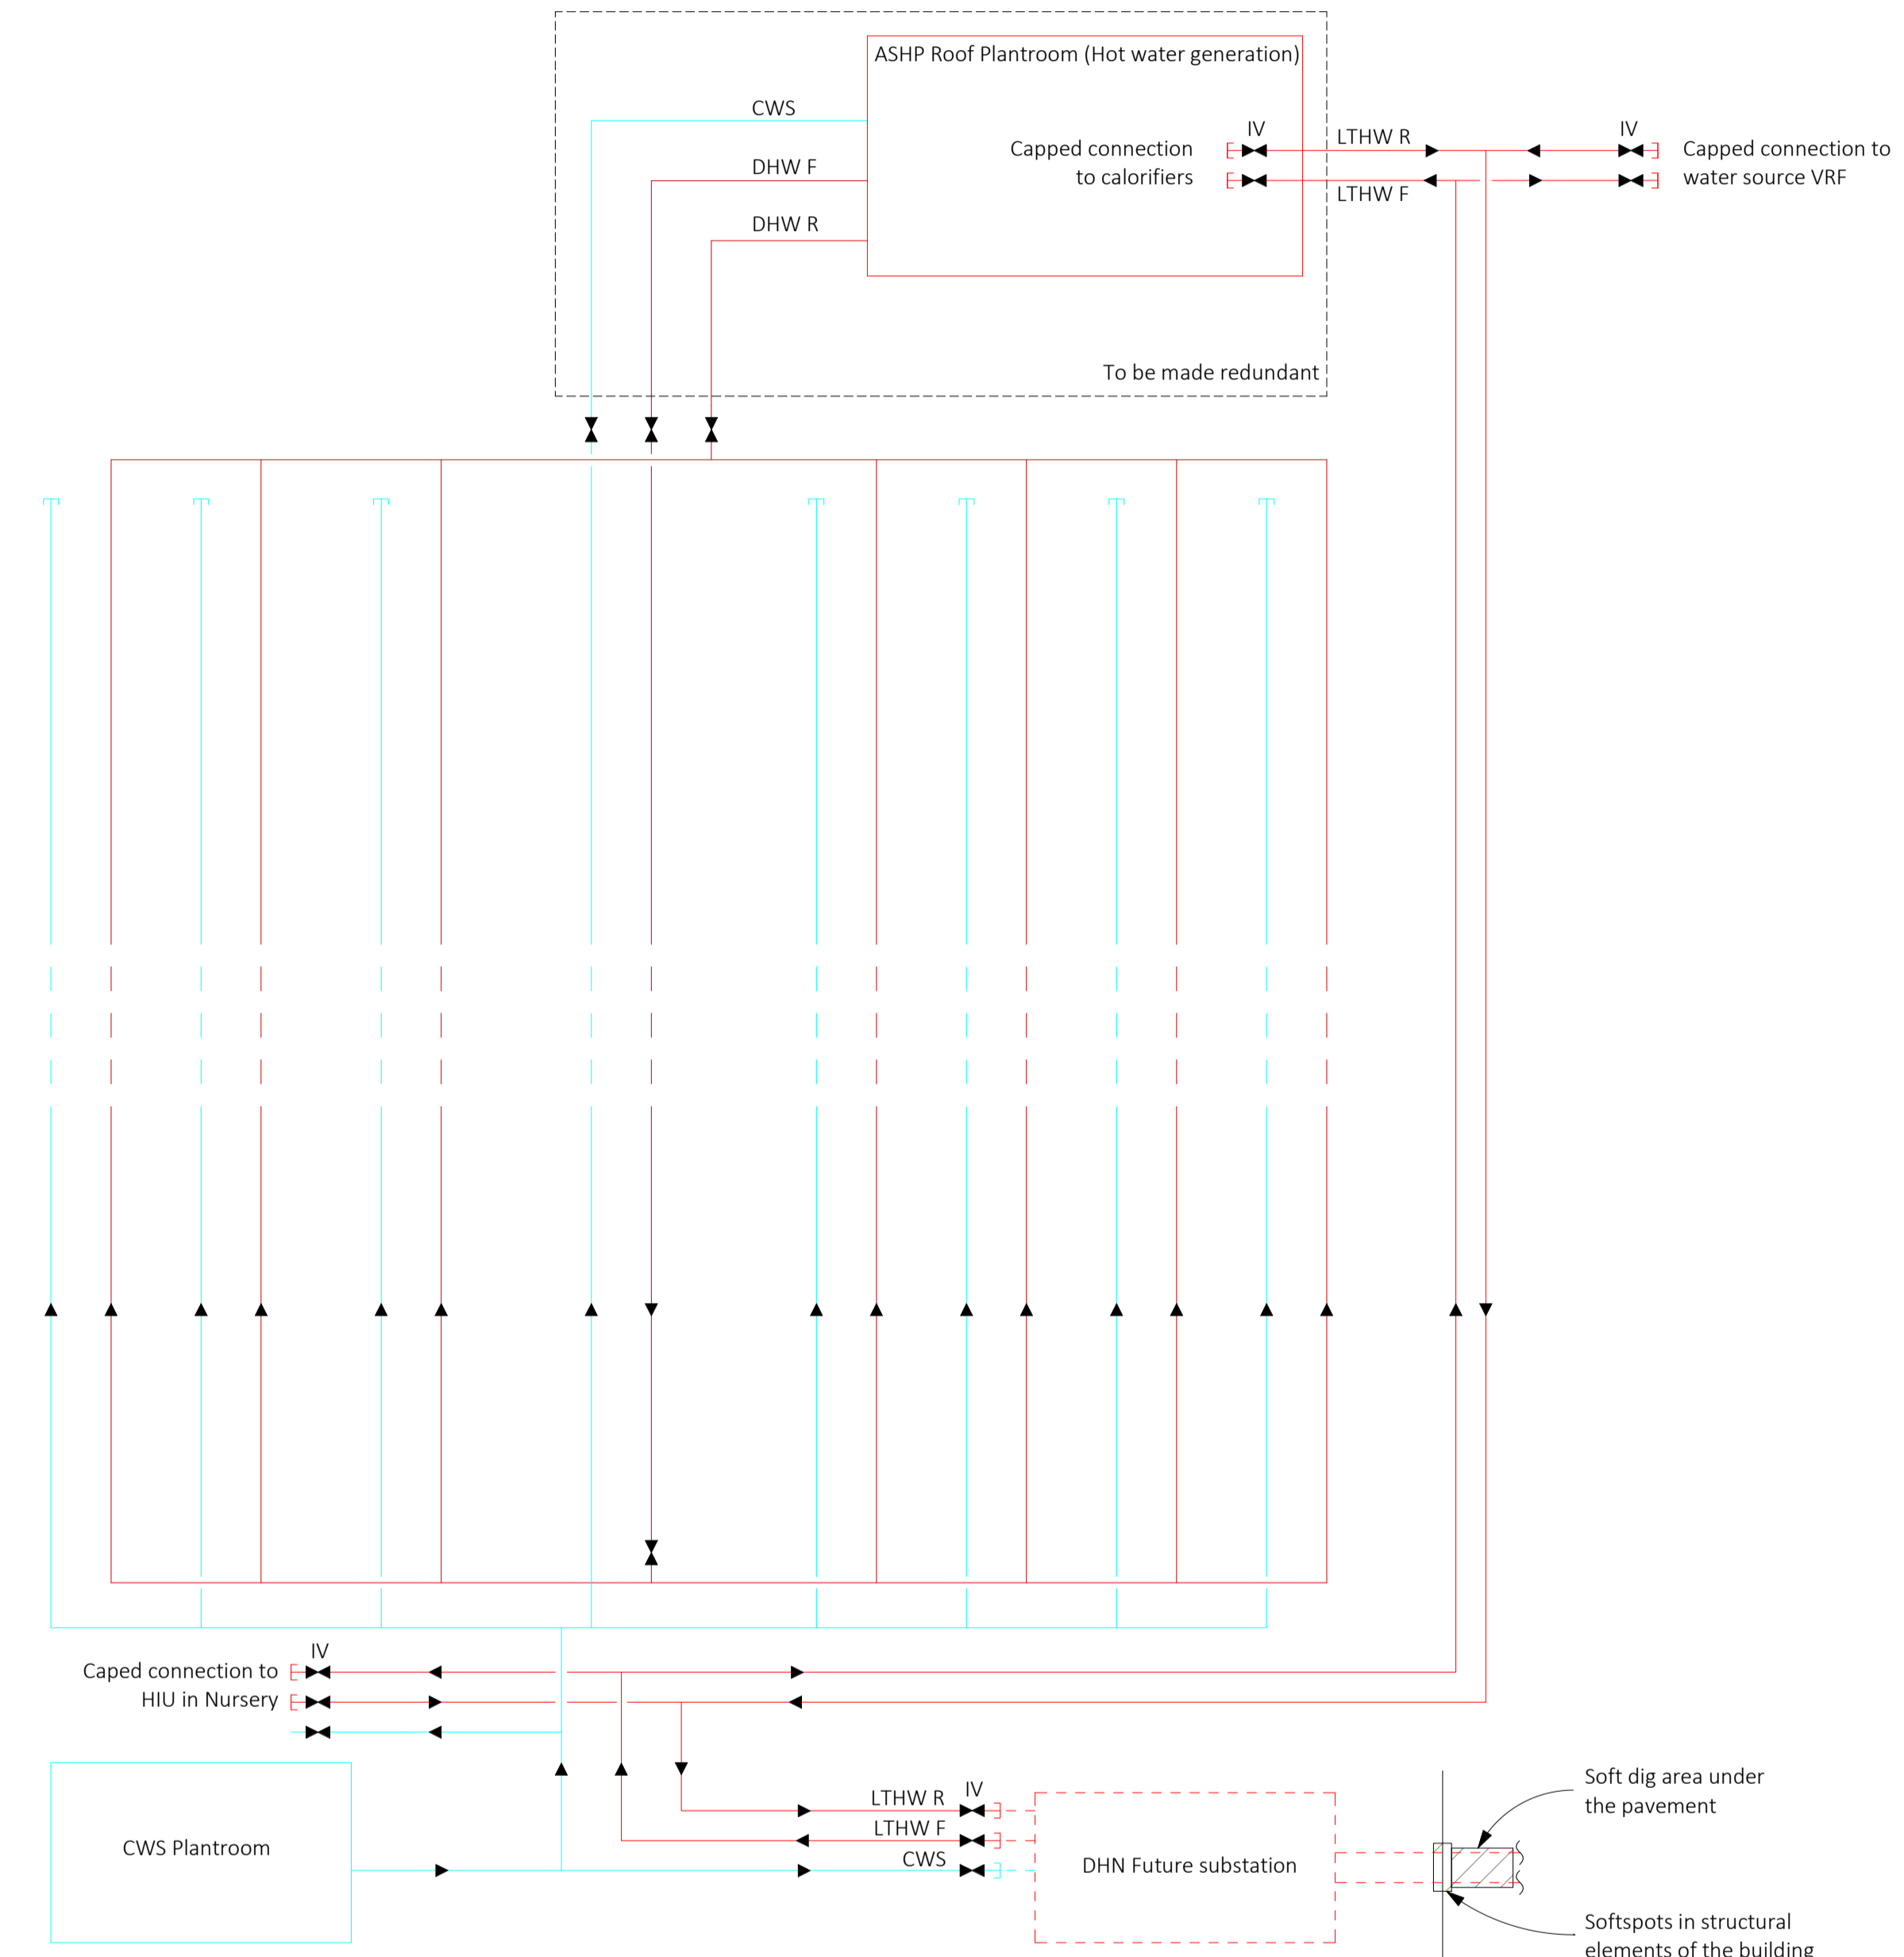 ASHP Roof Plantroom (Hot water generation)
CWS
DHW F
DHW R
Capped connection
to calorifiers
IV
LTHW R
LTHW F
IV
Capped connection to
water source VRF
To be made redundant
IV
Caped connection to
HIU in Nursery
CWS Plantroom
LTHW R
IV
LTHW F
CWS
DHN Future substation
Soft dig area under
the pavement
Softspots in structural
elements of the building